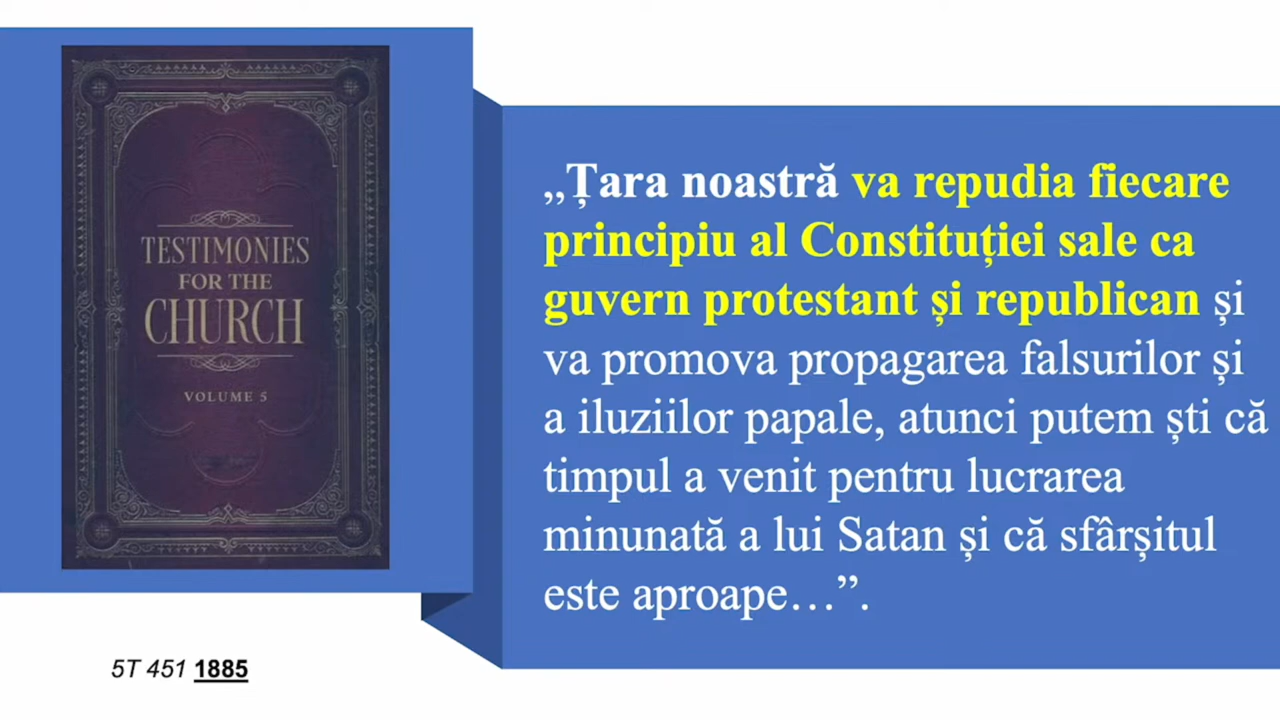 TESTIMONIES
FOR THE
CHURCH
VOLUME 5
„Țara noastră va repudia fiecare
principiu al Constituției sale ca
guvern protestant și republican și
va promova propagarea falsurilor și
a iluziilor papale, atunci putem ști că
timpul a venit pentru lucrarea
minunată a lui Satan și că sfârșitul
este aproape…”.
5T 451 1885